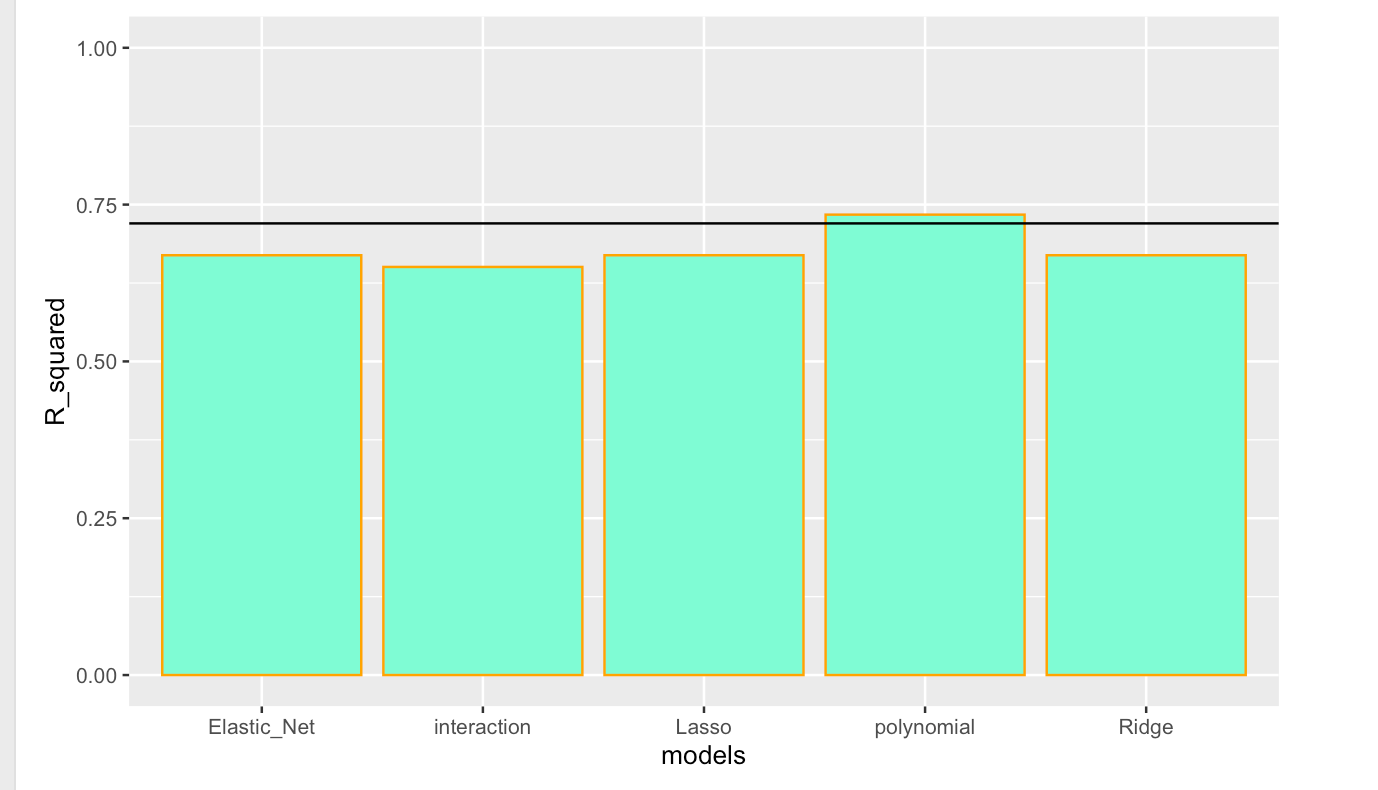 1.00
0.75
0.50
0.25
0.00
R_squared
Elastic_Net interaction Lasso polynomial Ridge
models